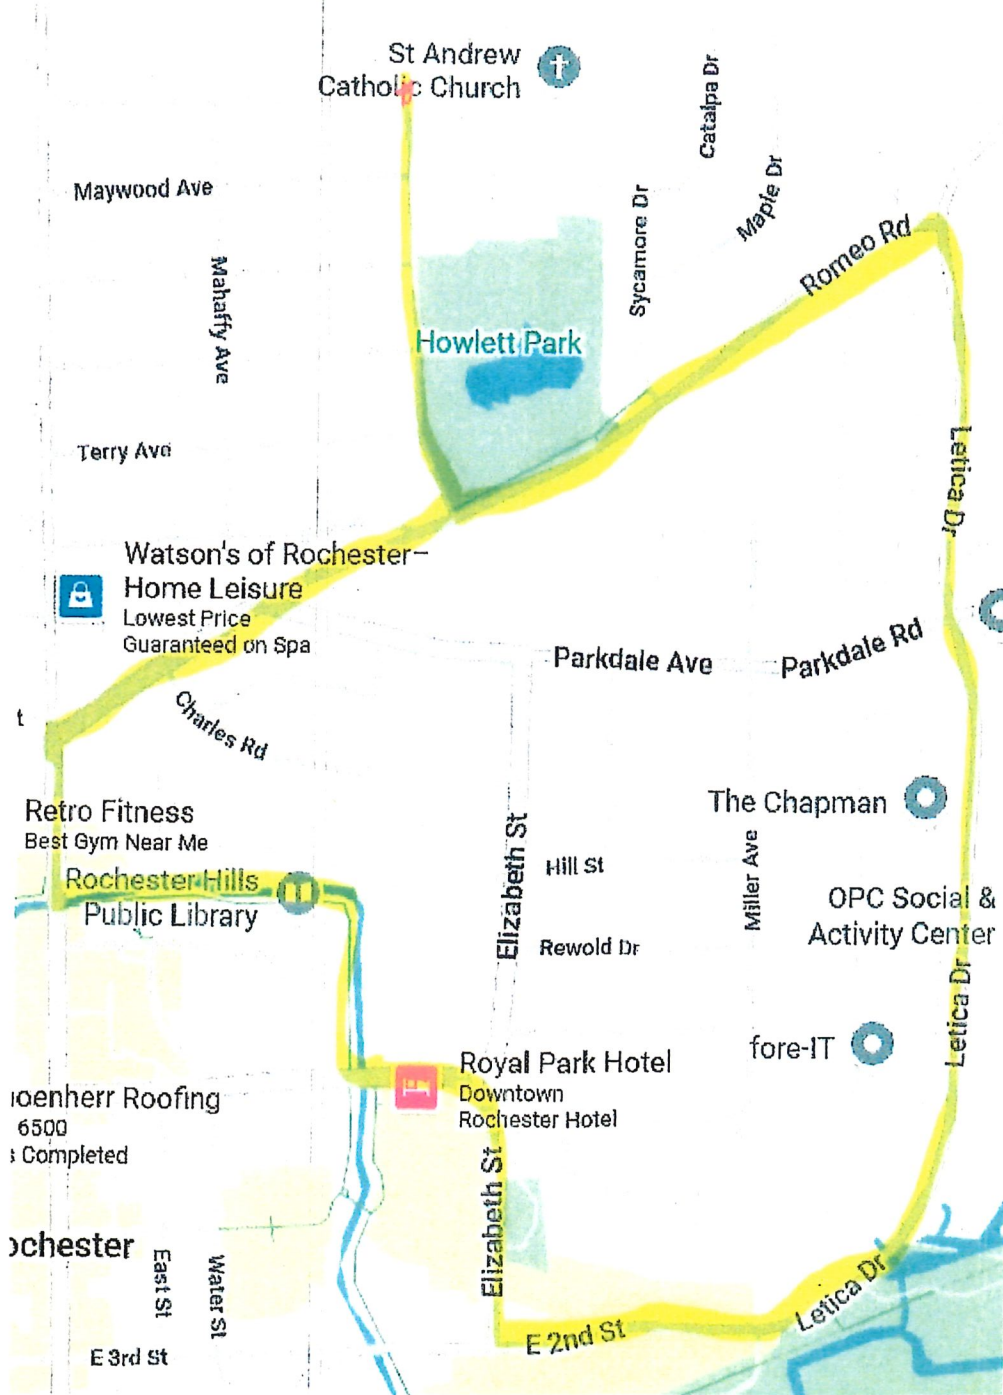 St Andrew
Catholic Church
Catalpa Dr
Maywood Ave
Maple Dr
Sycamore Dr
Romeo Rd
Mahaffy Ave
Howlett Park
Terry Ave
Letica Dr
Watson's of Rochester–
Home Leisure
Lowest Price
Guaranteed on Spa
Parkdale Ave
Parkdale Rd
Charles Rd
t
Retro Fitness
Best Gym Near Me
The Chapman
Elizabeth St
Hill St
Miller Ave
Rochester Hills
Public Library
OPC Social &
Activity Center
Rewold Dr
Letica Dr
fore-IT
Royal Park Hotel
Downtown
Rochester Hotel
oenherr Roofing
6500
s Completed
Elizabeth St
ochester
East St
Water St
Letica Dr
E 2nd St
E 3rd St